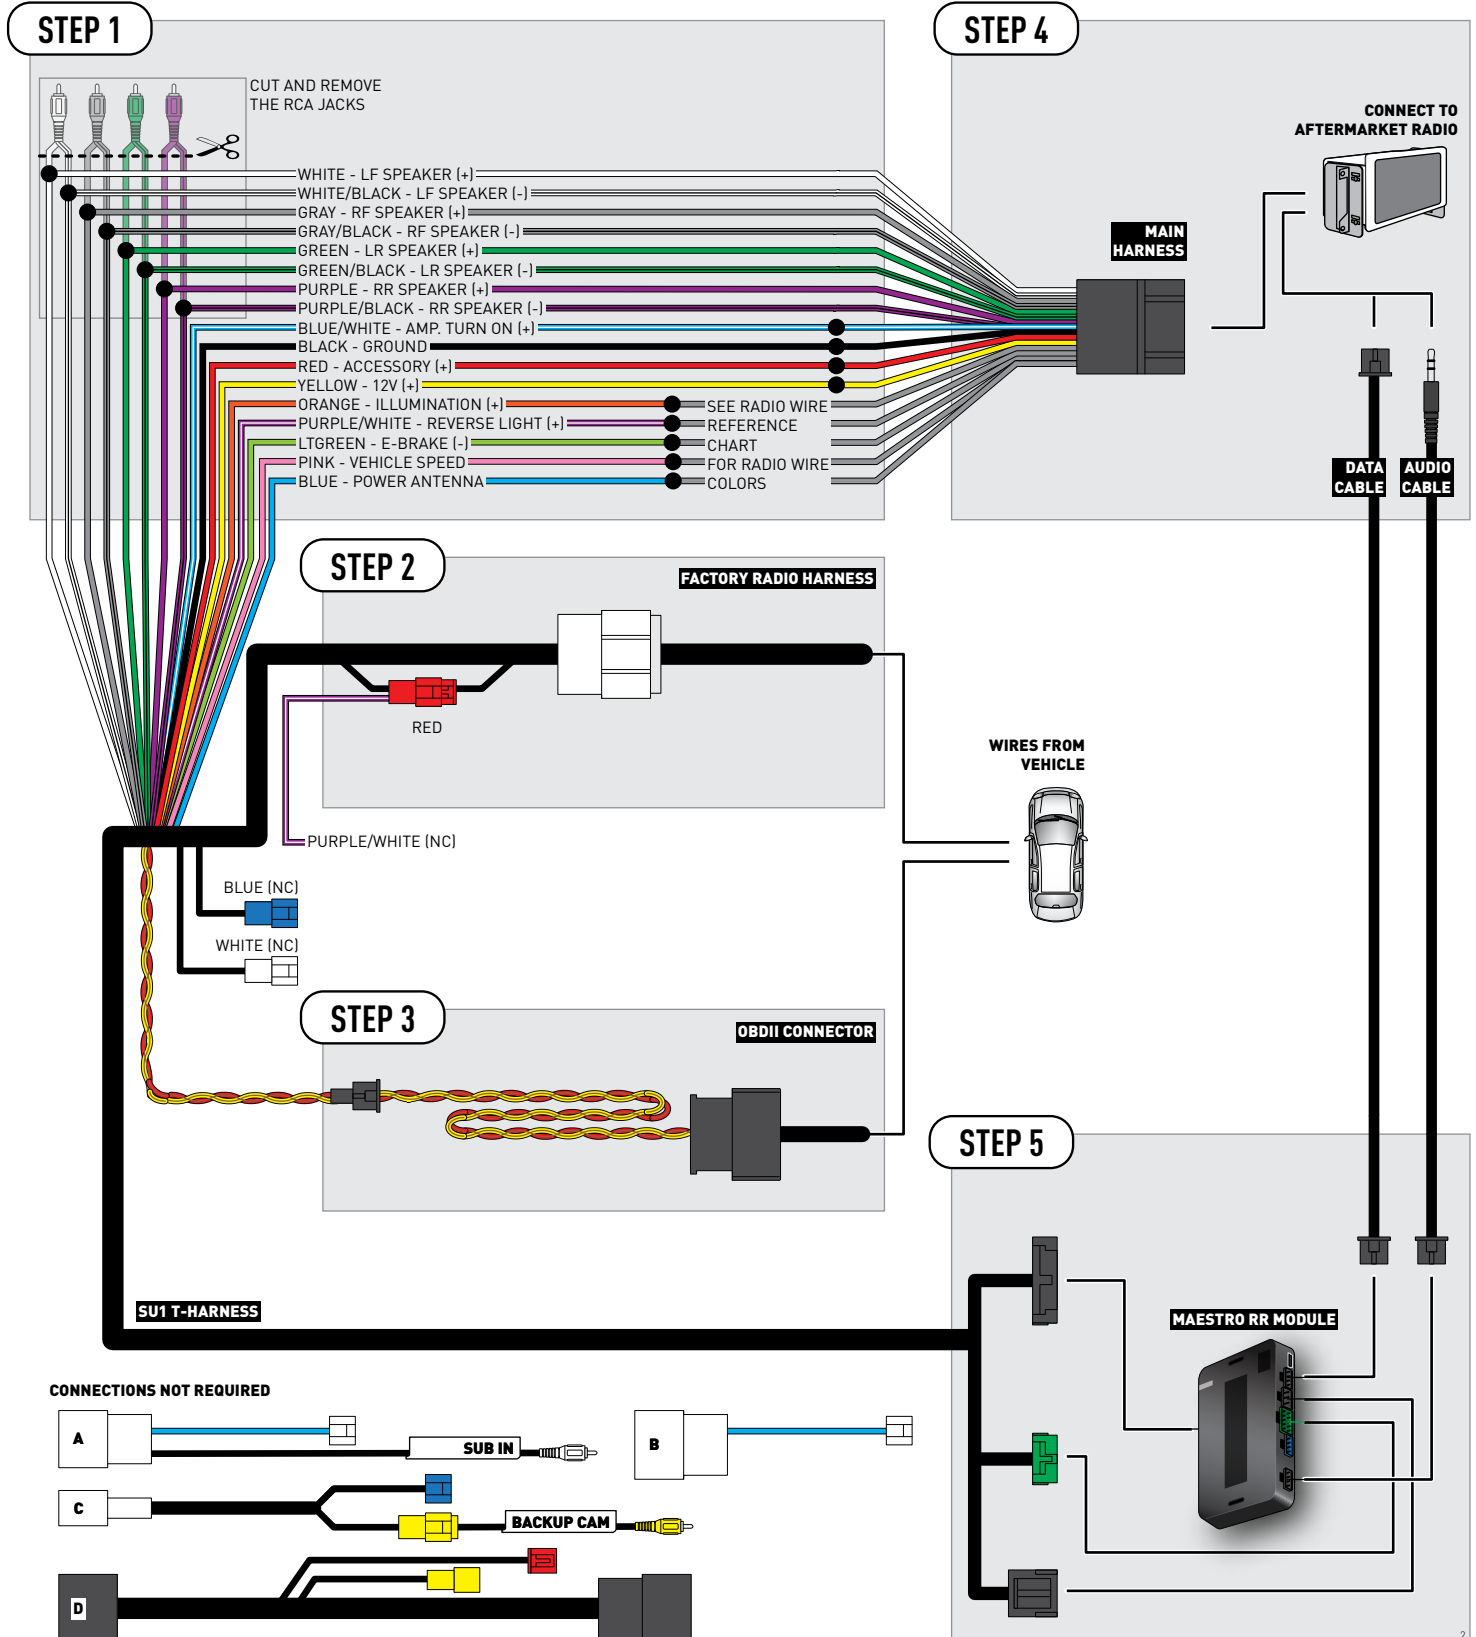 STEP 1
CUT AND REMOVE
THE RCA JACKS
WHITE - LF SPEAKER (+)
WHITE/BLACK - LF SPEAKER (-)
GRAY - RF SPEAKER (+)
GRAY/BLACK - RF SPEAKER (-)
GREEN - LR SPEAKER (+)
GREEN/BLACK - LR SPEAKER (-)
PURPLE - RR SPEAKER (+)
PURPLE/BLACK - RR SPEAKER (-)
BLUE/WHITE - AMP. TURN ON (+)
BLACK - GROUND
RED - ACCESSORY (+)
YELLOW - 12V (+)
ORANGE - ILLUMINATION (+)
PURPLE/WHITE - REVERSE LIGHT (+)
LTGREEN - E-BRAKE (-)
PINK - VEHICLE SPEED
BLUE - POWER ANTENNA
SEE RADIO WIRE
REFERENCE
CHART
FOR RADIO WIRE
COLORS
STEP 4
CONNECT TO
AFTERMARKET RADIO
MAIN
HARNESS
DATA
CABLE
AUDIO
CABLE
STEP 2
FACTORY RADIO HARNESS
RED
PURPLE/WHITE (NC)
BLUE (NC)
WHITE (NC)
WIRES FROM
VEHICLE
STEP 3
OBDII CONNECTOR
STEP 5
MAESTRO RR MODULE
SU1 T-HARNESS
CONNECTIONS NOT REQUIRED
A
SUB IN
B
C
BACKUP CAM
D
2